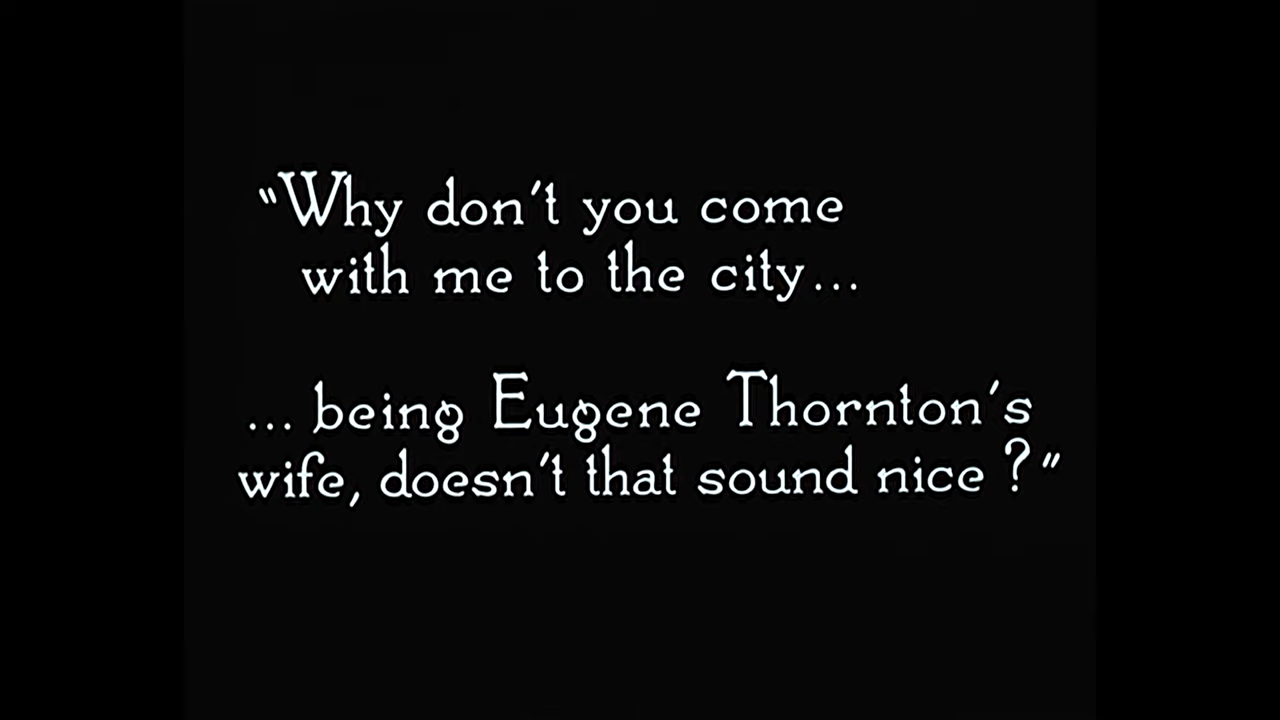 “Why don't you come
with me to the city...
... being Eugene Thornton's
wife, doesn't that sound nice ?”